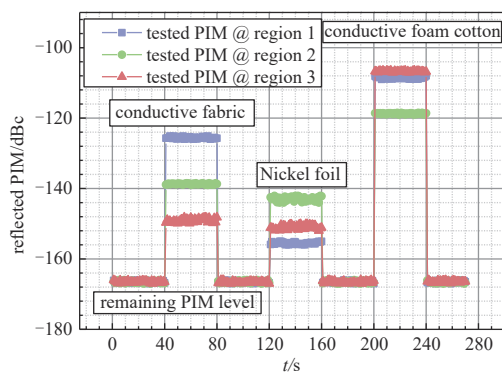 tested PIM @ region 1
tested PIM @ region 2
tested PIM @ region 3
conductive foam cotton
conductive fabric
Nickel foil
remaining PIM level
reflected PIM/dBc
−100
−120
−140
−160
−180
0 40 80 120 160 200 240 280
t/s